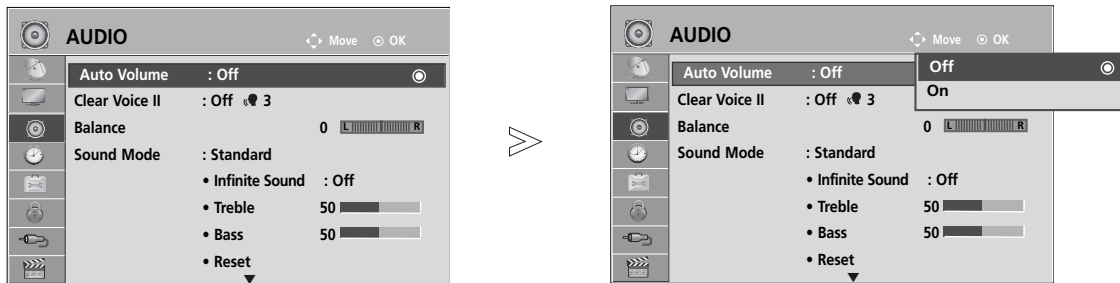 AUDIO
Move OK
Auto Volume : Off
Clear Voice II : Off 3
Balance 0 L R
Sound Mode : Standard
• Infinite Sound : Off
• Treble 50
• Bass 50
• Reset
AUDIO
Move OK
Auto Volume : Off
Off
On
Clear Voice II : Off 3
Balance 0 L R
Sound Mode : Standard
• Infinite Sound : Off
• Treble 50
• Bass 50
• Reset